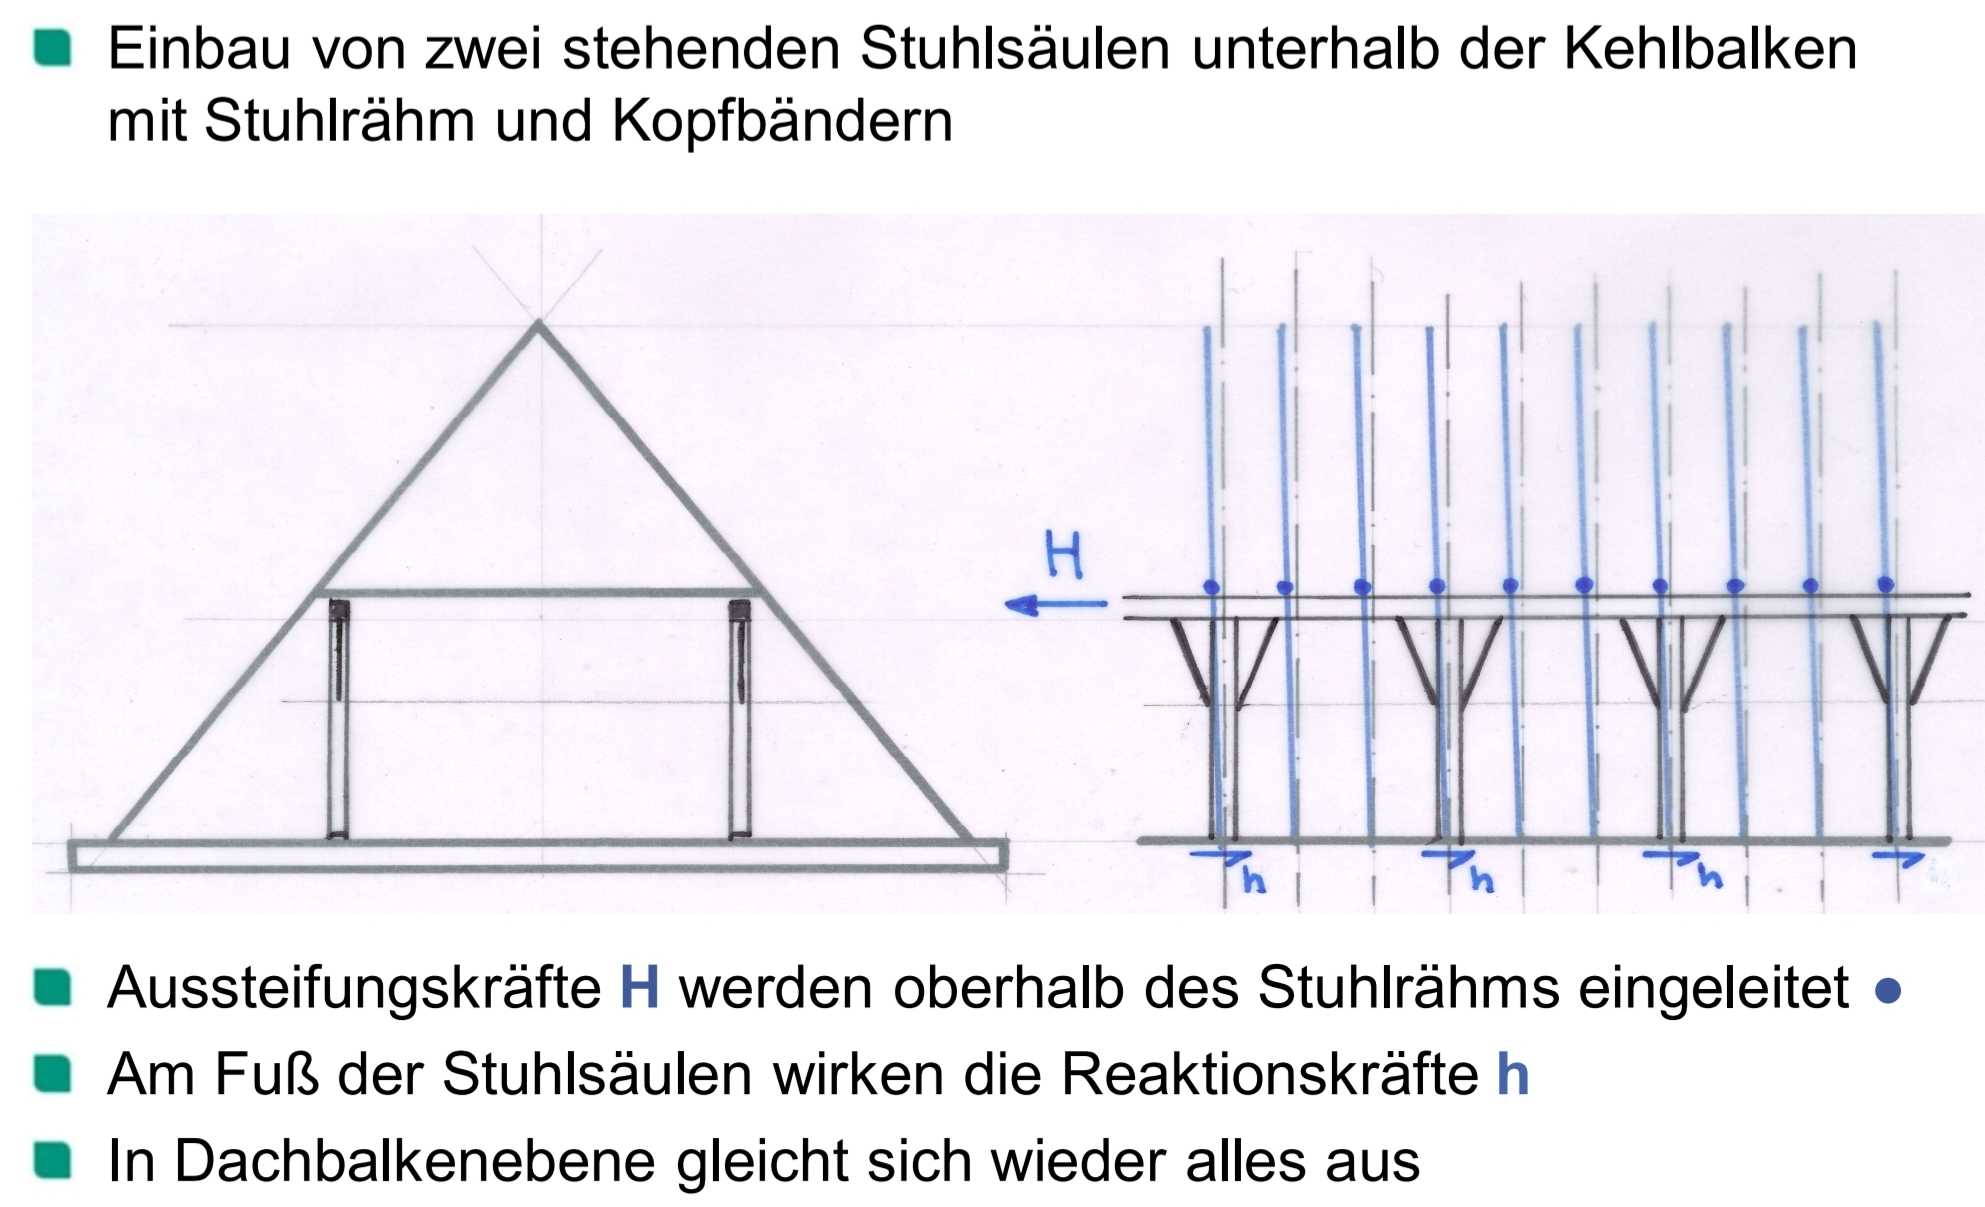 Einbau von zwei stehenden Stuhlsäulen unterhalb der Kehlbalken
mit Stuhlrähm und Kopfbändern
H
h
h
h
Aussteifungskräfte H werden oberhalb des Stuhlrähms eingeleitet
Am Fuß der Stuhlsäulen wirken die Reaktionskräfte h
In Dachbalkenebene gleicht sich wieder alles aus